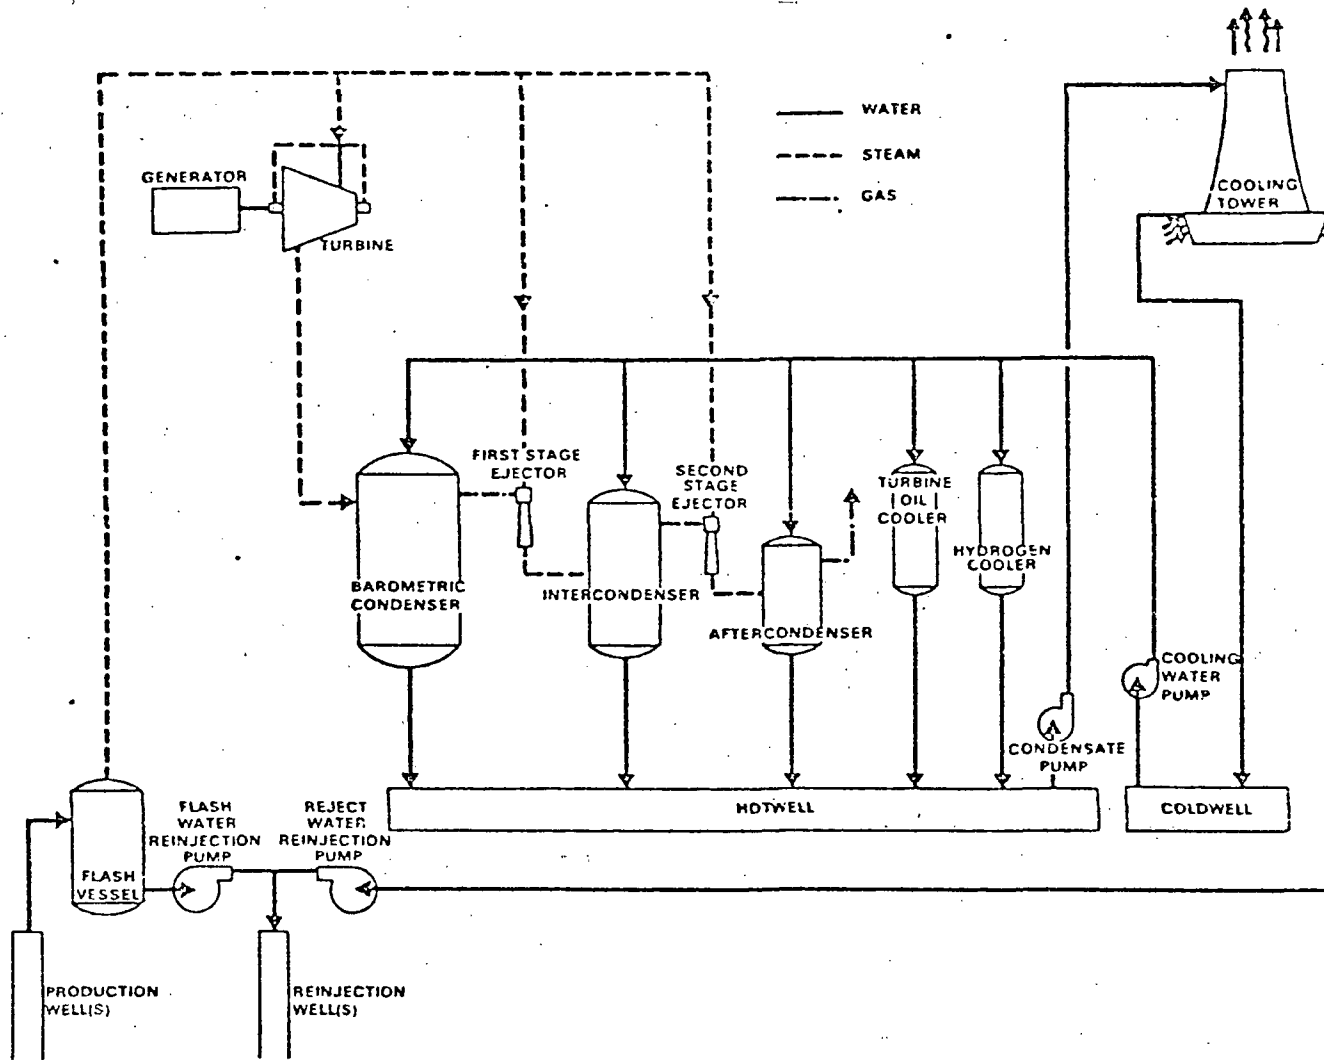 WATER
STEAM
GAS
COOLING
TOWER
GENERATOR
TURBINE
FIRST STAGE
EJECTOR
SECOND
STAGE
EJECTOR
TURBINE
OIL
COOLER
HYDROGEN
COOLER
BAROMETRIC
CONDENSER
INTERCONDENSER
AFTERCONDENSER
COOLING
WATER
PUMP
CONDENSATE
PUMP
HOTWELL
COLDWELL
FLASH
WATER
REINJECTION
PUMP
REJECT
WATER
REINJECTION
PUMP
FLASH
VESSEL
PRODUCTION
WELL(S)
REINJECTION
WELL(S)